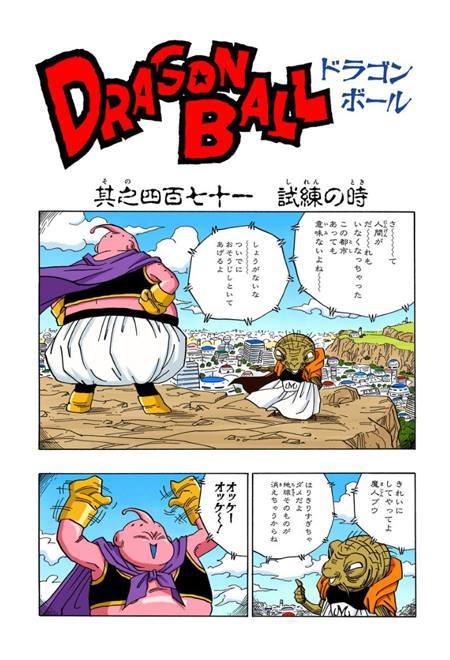 DRAGON
BALL
ドラゴン
ボール
其之四百七十一 試練の時
さ〜〜〜〜て
人間が
だ〜〜〜れも
いなくなっちゃった
この都市
あっても
意味ないよね〜〜
しょうがないな
ついでに
おそうじしといて
あげるよ
きれいに
してやってよ
魔人ブウ
はりきりすぎちゃ
ダメだよ
地球そのものが
消えちゃうからね
オッケー
オッケ〜！